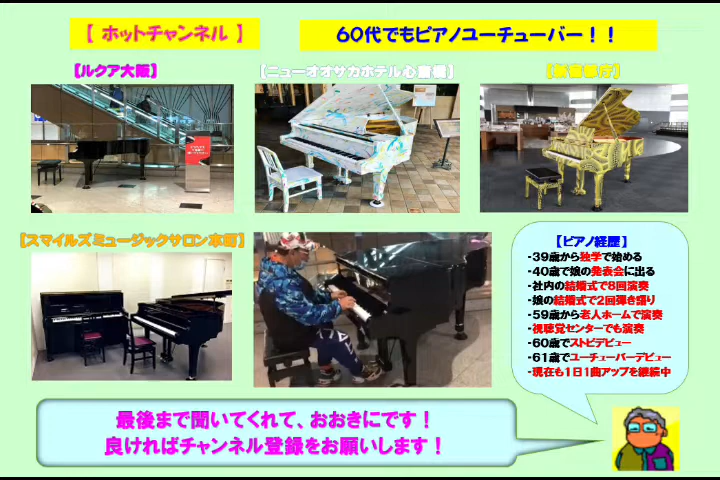 【 ホットチャンネル 】
60代でもピアノユーチューバー！！
【ルクア大阪】
【ニューオオサカホテル心斎橋】
【新宿都庁】
【スマイルズミュージックサロン本町】
【ピアノ経歴】
・39歳から独学で始める
・40歳で娘の発表会に出る
・社内の結婚式で8回演奏
・娘の結婚式で2回弾き語り
・59歳から老人ホームで演奏
・視聴覚センターでも演奏
・60歳でストピデビュー
・61歳でユーチューバーデビュー
・現在も1日1曲アップを継続中
最後まで聞いてくれて、おおきにです！
良ければチャンネル登録をお願いします！